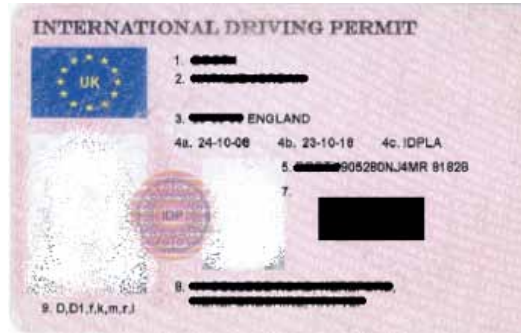 INTERNATIONAL DRIVING PERMIT
UK
1.
2.
3. ENGLAND
4a. 24-10-06 4b. 23-10-16 4c. IDPLA
5. 905280NJ4MR 81828
7.
IDP
8.
9. D,D1,f,k,m,r,l